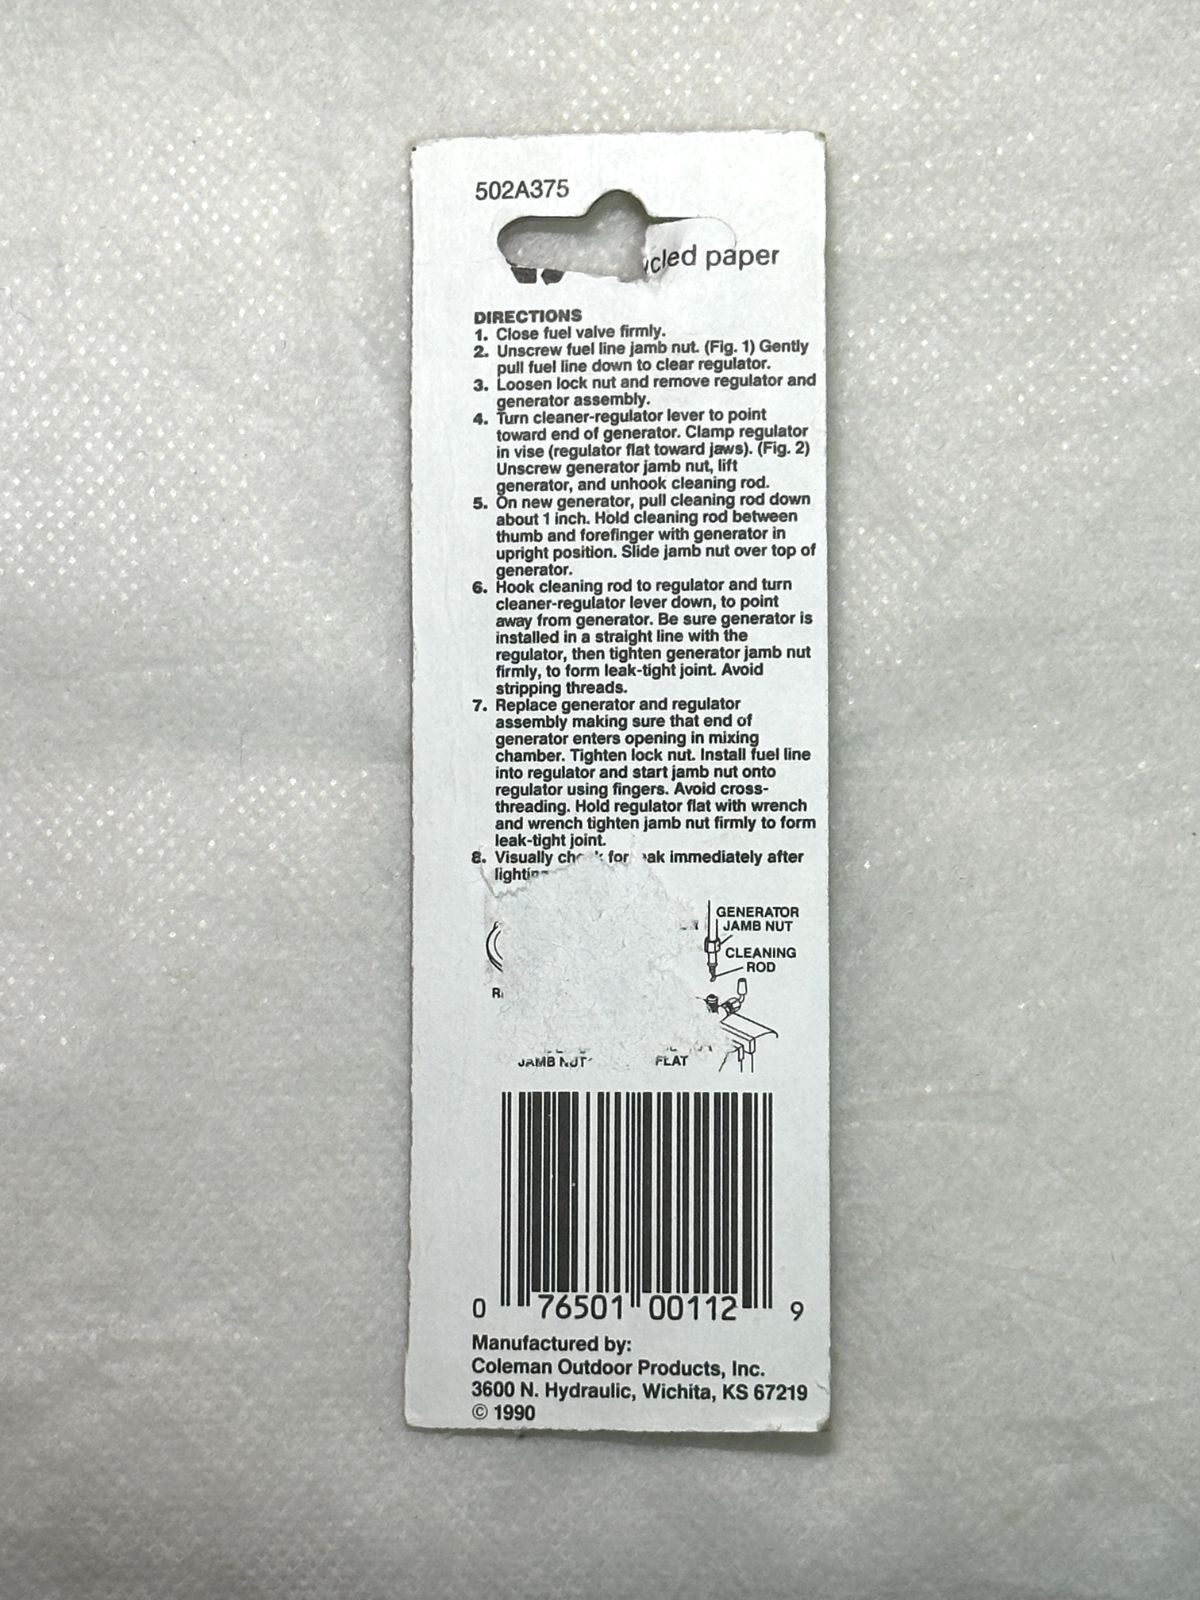 502A375
paper
DIRECTIONS
1. Close fuel valve firmly.
2. Unscrew fuel line jamb nut. (Fig. 1) Gently
pull fuel line down to clear regulator.
3. Loosen lock nut and remove regulator and
generator assembly.
4. Turn cleaner-regulator lever to point
toward end of generator. Clamp regulator
in vise (regulator flat toward jaws). (Fig. 2)
Unscrew generator jamb nut, lift
generator, and unhook cleaning rod.
5. On new generator, pull cleaning rod down
about 1 inch. Hold cleaning rod between
thumb and forefinger with generator in
upright position. Slide jamb nut over top of
generator.
6. Hook cleaning rod to regulator and turn
cleaner-regulator lever down, to point
away from generator. Be sure generator is
installed in a straight line with the
regulator, then tighten generator jamb nut
firmly, to form leak-tight joint. Avoid
stripping threads.
7. Replace generator and regulator
assembly making sure that end of
generator enters opening in mixing
chamber. Tighten lock nut. Install fuel line
into regulator and start jamb nut onto
regulator using fingers. Avoid cross-
threading. Hold regulator flat with wrench
and wrench tighten jamb nut firmly to form
leak-tight joint.
8. Visually for immediately after
GENERATOR
JAMB NUT
CLEANING
ROD
JAMB NUT
FLAT
0 76501 00112 9
Manufactured by:
Coleman Outdoor Products, Inc.
3600 N. Hydraulic, Wichita, KS 67219
© 1990